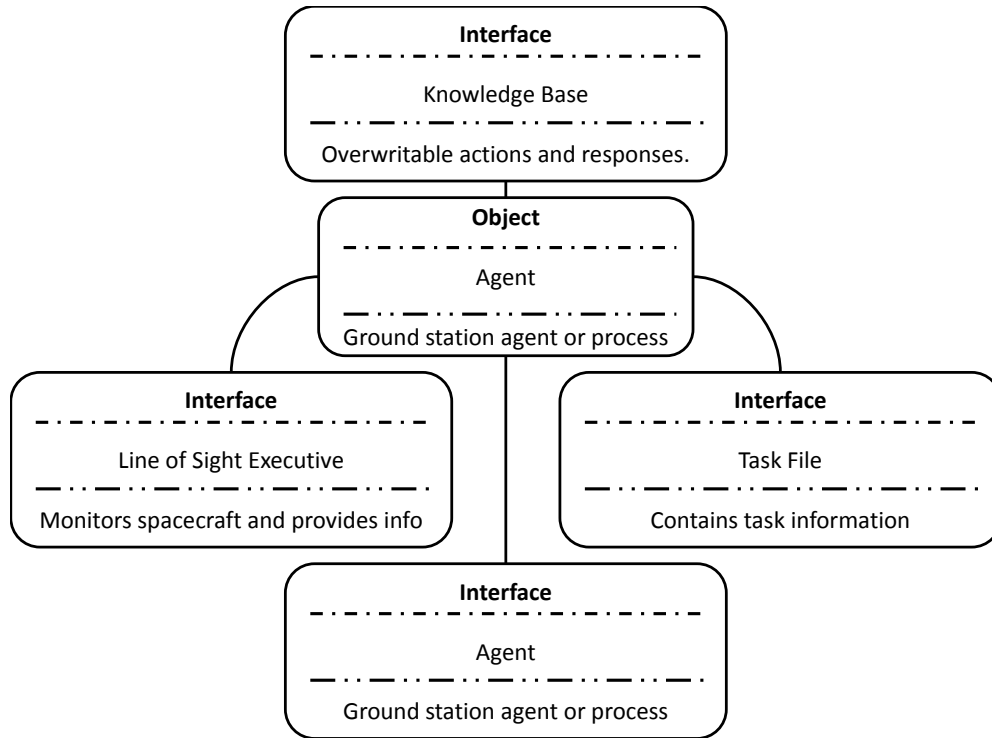 Interface
Knowledge Base
Overwritable actions and responses.
Object
Agent
Ground station agent or process
Interface
Line of Sight Executive
Monitors spacecraft and provides info
Interface
Task File
Contains task information
Interface
Agent
Ground station agent or process